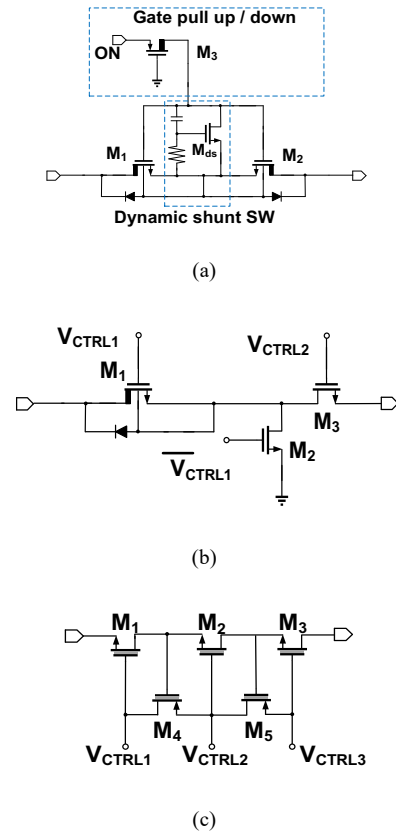 Gate pull up / down
ON
M3
M1
Mds
M2
Dynamic shunt SW
(a)
VCTRL1
VCTRL2
M1
M3
M2
VCTRL1
(b)
M1
M2
M3
M4
M5
VCTRL1
VCTRL2
VCTRL3
(c)